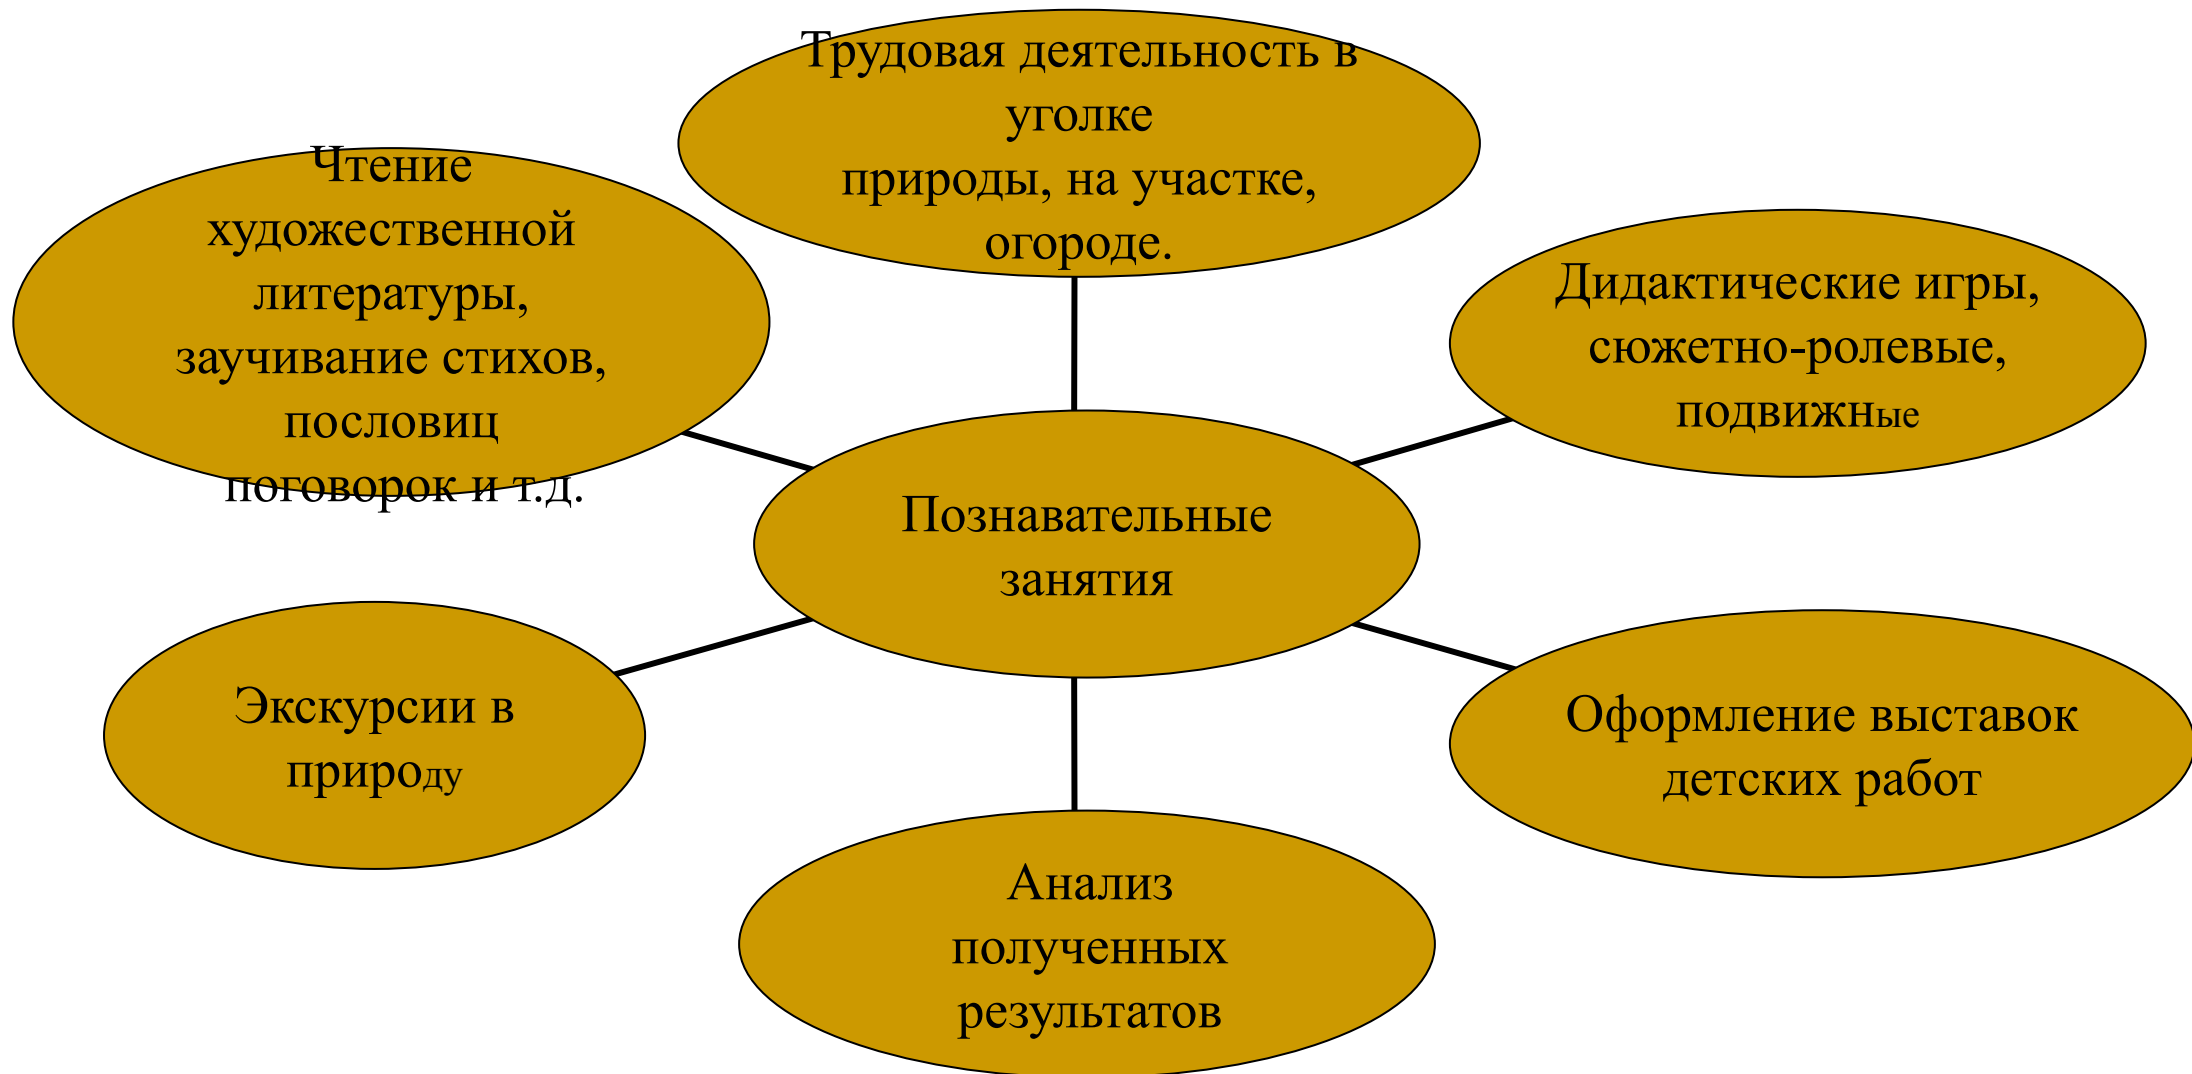 Трудовая деятельность в
уголке
природы, на участке,
огороде.
Чтение
художественной
литературы,
заучивание стихов,
пословиц
поговорок и т.д.
Дидактические игры,
сюжетно-ролевые,
подвижные
Познавательные
занятия
Экскурсии в
природу
Оформление выставок
детских работ
Анализ
полученных
результатов